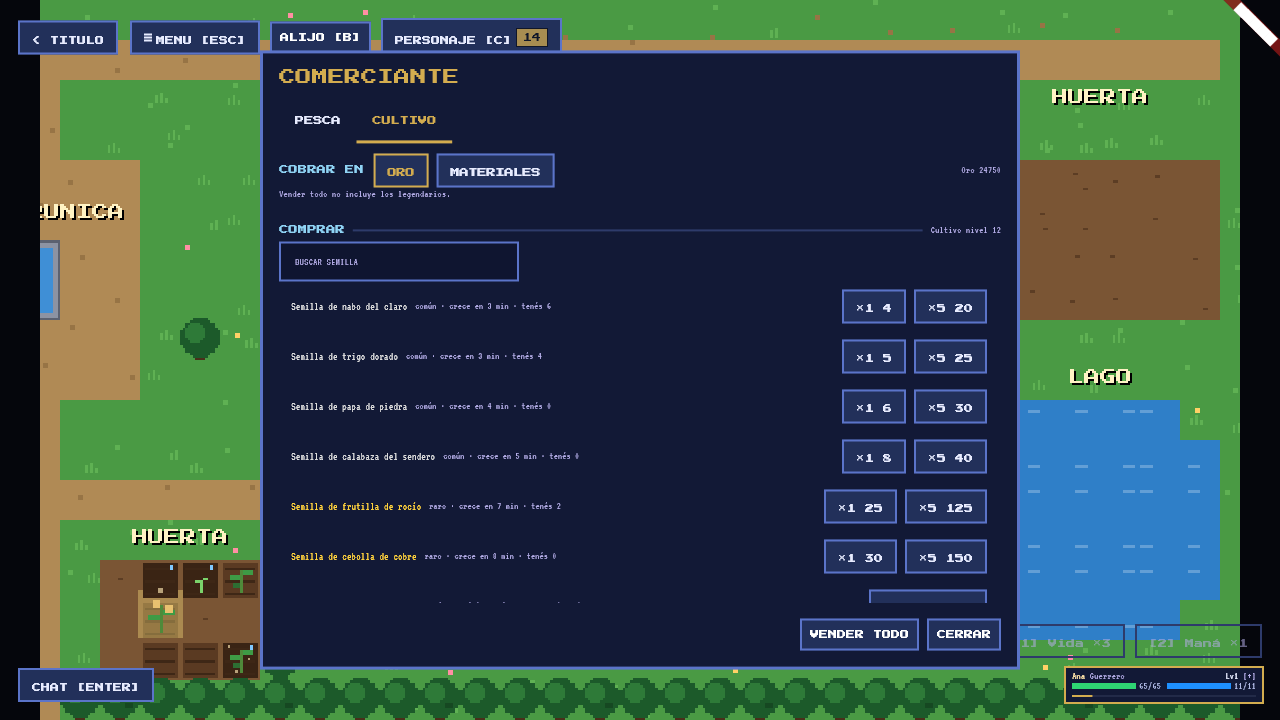 < TITULO
≡MENU [ESC]
ALIJO [B]
PERSONAJE [C] 14
COMERCIANTE
PESCA
CULTIVO
COBRAR EN
ORO
MATERIALES
Oro 24750
Vender todo no incluye los legendarios.
COMPRAR
Cultivo nivel 12
BUSCAR SEMILLA
Semilla de nabo del claro común · crece en 3 min · tenés 6
×1 4
×5 20
Semilla de trigo dorado común · crece en 3 min · tenés 4
×1 5
×5 25
Semilla de papa de piedra común · crece en 4 min · tenés 0
×1 6
×5 30
Semilla de calabaza del sendero común · crece en 5 min · tenés 0
×1 8
×5 40
Semilla de frutilla de rocío raro · crece en 7 min · tenés 2
×1 25
×5 125
Semilla de cebolla de cobre raro · crece en 8 min · tenés 0
×1 30
×5 150
VENDER TODO
CERRAR
HUERTA
LAGO
RUNICA
HUERTA
1] Vida ×3
[2] Maná ×1
CHAT [ENTER]
Ana Guerrero
Lv1 [+]
65/65
11/11